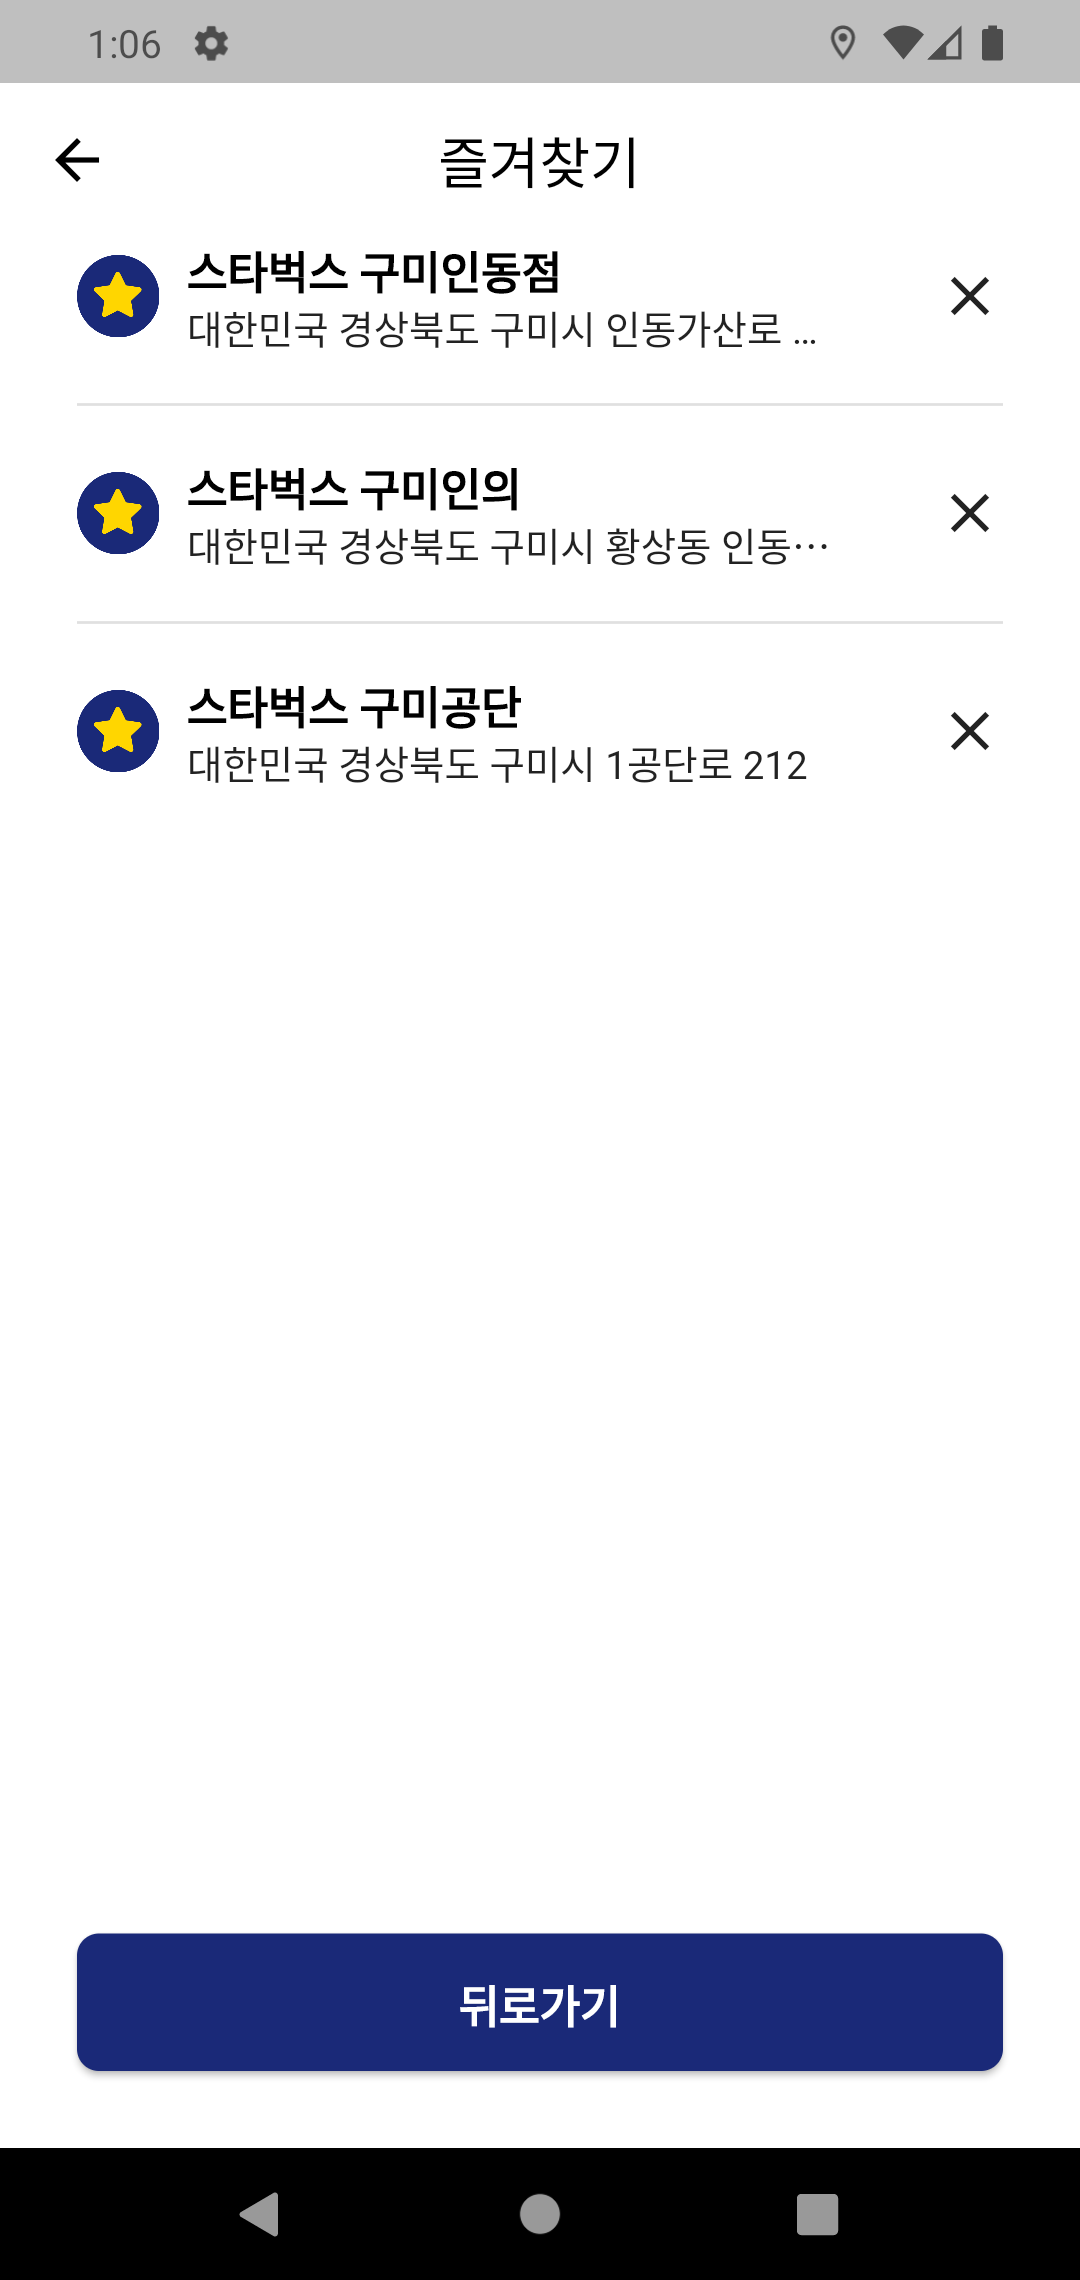 1:06
즐겨찾기
스타벅스 구미인동점
대한민국 경상북도 구미시 인동가산로 ...
스타벅스 구미인의
대한민국 경상북도 구미시 황상동 인동···
스타벅스 구미공단
대한민국 경상북도 구미시 1공단로 212
뒤로가기